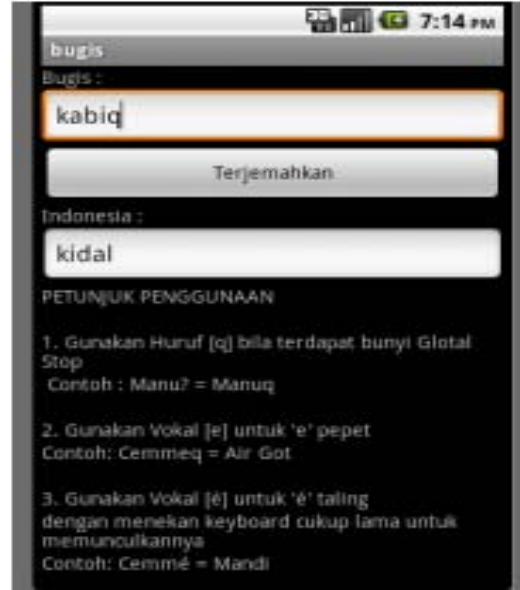 7:14 PM
bugis
Bugis :
kabiq
Terjemahkan
Indonesia :
kidal
PETUNJUK PENGGUNAAN
1. Gunakan Huruf [q] bila terdapat bunyi Glotal
Stop
Contoh : Manu? = Manuq
2. Gunakan Vokal [e] untuk 'e' pepet
Contoh: Cemmeq = Air Got
3. Gunakan Vokal [é] untuk 'é' taling
dengan menekan keyboard cukup lama untuk
memunculkannya
Contoh: Cemmé = Mandi